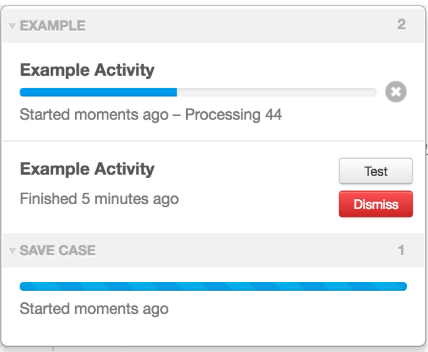 EXAMPLE 2
Example Activity
Started moments ago – Processing 44
Example Activity
Test
Finished 5 minutes ago
Dismiss
SAVE CASE 1
Started moments ago